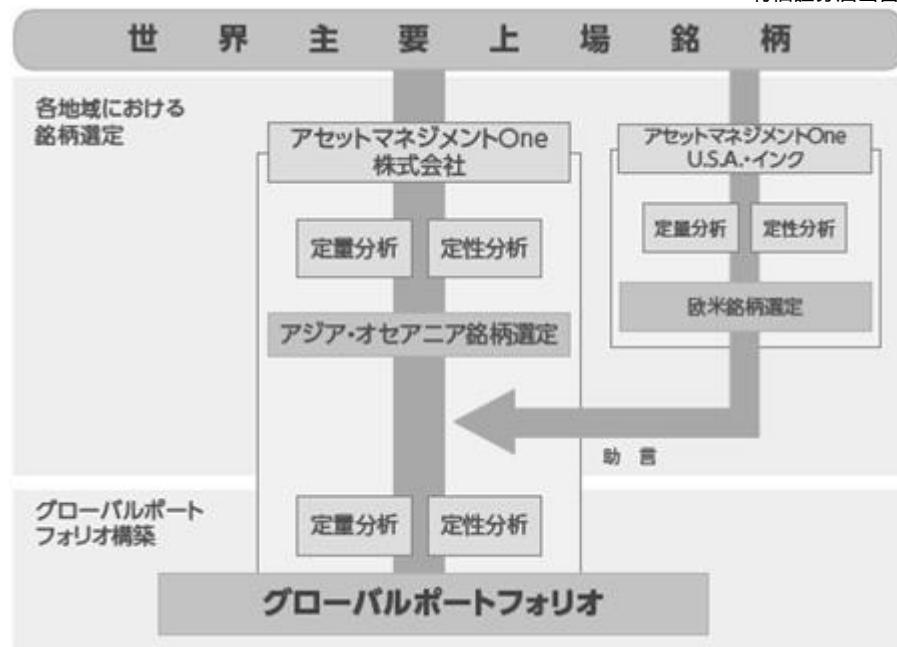 世界主要上場銘柄
各地域における
銘柄選定
アセットマネジメントOne
株式会社
アセットマネジメントOne
U.S.A.・インク
定量分析
定性分析
定量分析
定性分析
アジア・オセアニア銘柄選定
欧米銘柄選定
助言
グローバルポート
フォリオ構築
定量分析
定性分析
グローバルポートフォリオ